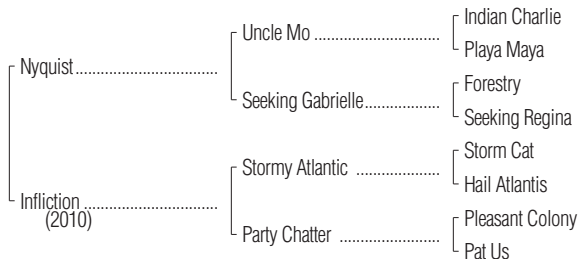 Indian Charlie
Uncle Mo
Playa Maya
Nyquist
Forestry
Seeking Gabrielle
Seeking Regina
Storm Cat
Stormy Atlantic
Hail Atlantis
Infliction
(2010)
Pleasant Colony
Party Chatter
Pat Us